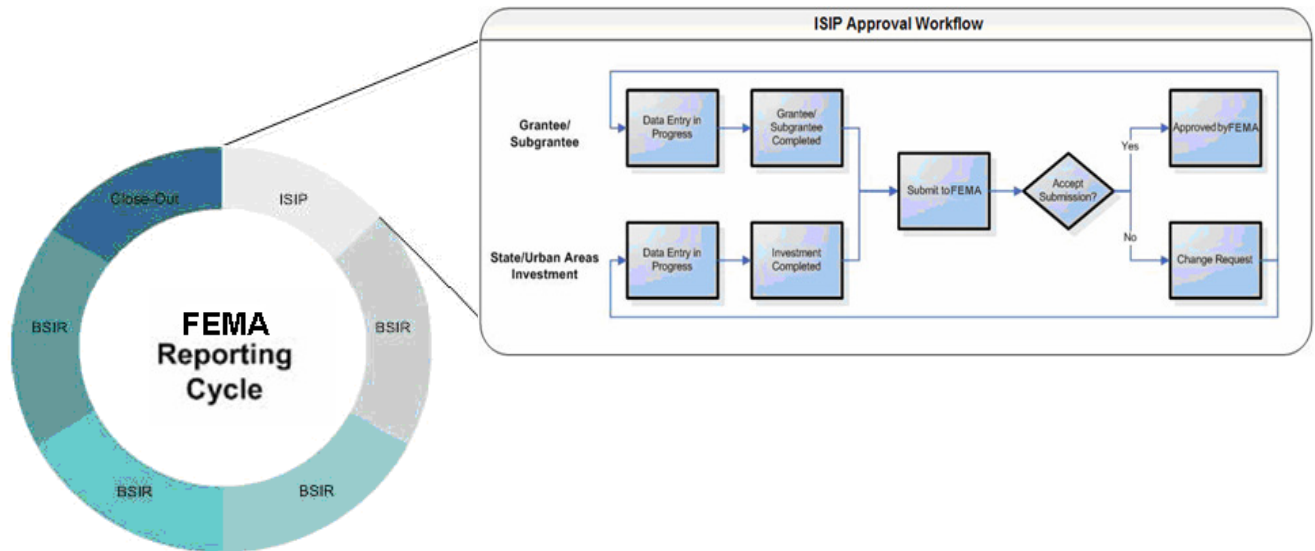 ISIP Approval Workflow
Grantee/
Subgrantee
Data Entry in
Progress
Grantee/
Subgrantee
Completed
Submit to FEMA
Accept
Submission?
Yes
Approved by FEMA
No
Change Request
State/Urban Areas
Investment
Data Entry in
Progress
Investment
Completed
Close-Out
ISIP
BSIR
BSIR
BSIR
BSIR
FEMA
Reporting
Cycle